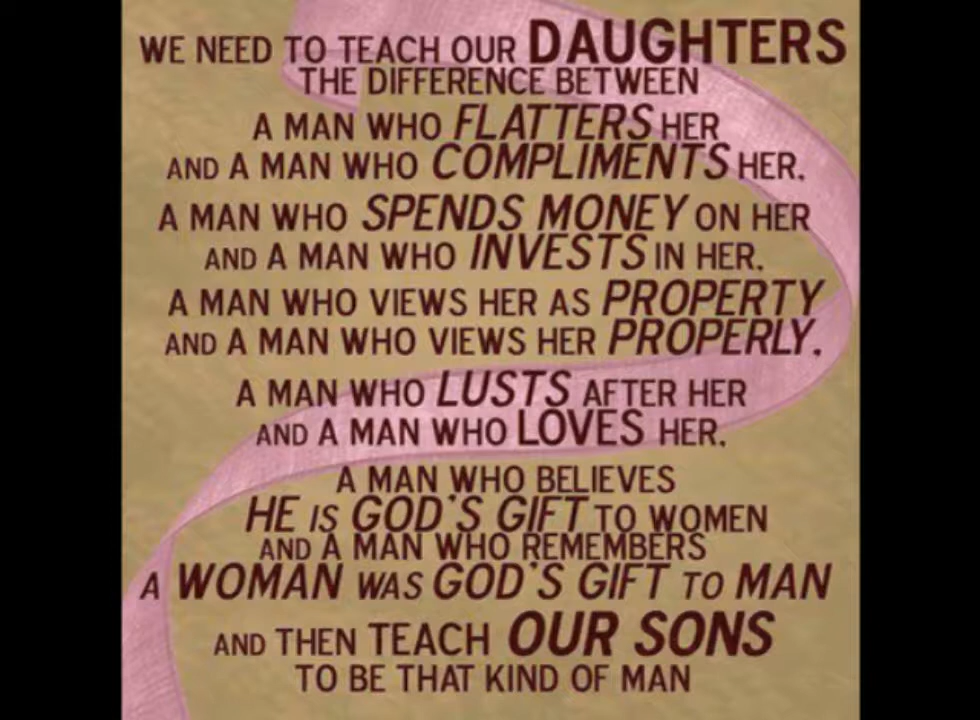 WE NEED TO TEACH OUR DAUGHTERS
THE DIFFERENCE BETWEEN
A MAN WHO FLATTERS HER
AND A MAN WHO COMPLIMENTS HER.
A MAN WHO SPENDS MONEY ON HER
AND A MAN WHO INVESTS IN HER.
A MAN WHO VIEWS HER AS PROPERTY
AND A MAN WHO VIEWS HER PROPERLY.
A MAN WHO LUSTS AFTER HER
AND A MAN WHO LOVES HER.
A MAN WHO BELIEVES
HE IS GOD'S GIFT TO WOMEN
AND A MAN WHO REMEMBERS
A WOMAN WAS GOD'S GIFT TO MAN
AND THEN TEACH OUR SONS
TO BE THAT KIND OF MAN